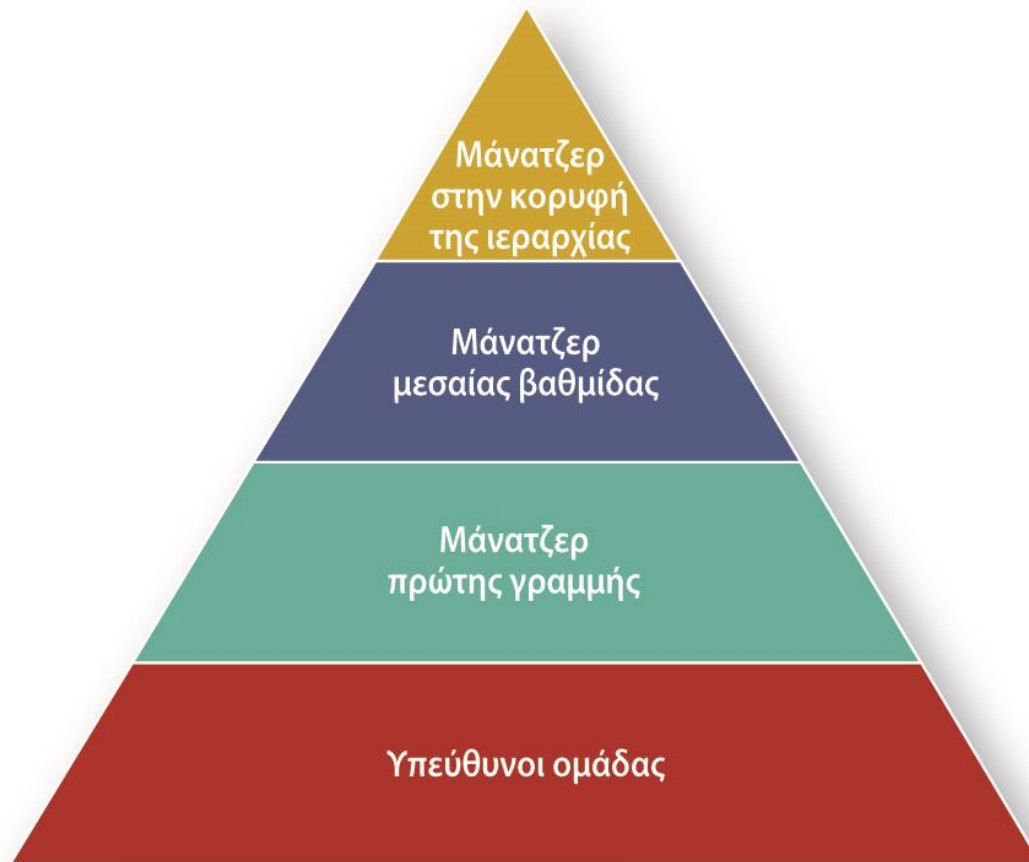 Μάνατζερ
στην κορυφή
της ιεραρχίας
Μάνατζερ
μεσαίας βαθμίδας
Μάνατζερ
πρώτης γραμμής
Υπεύθυνοι ομάδας